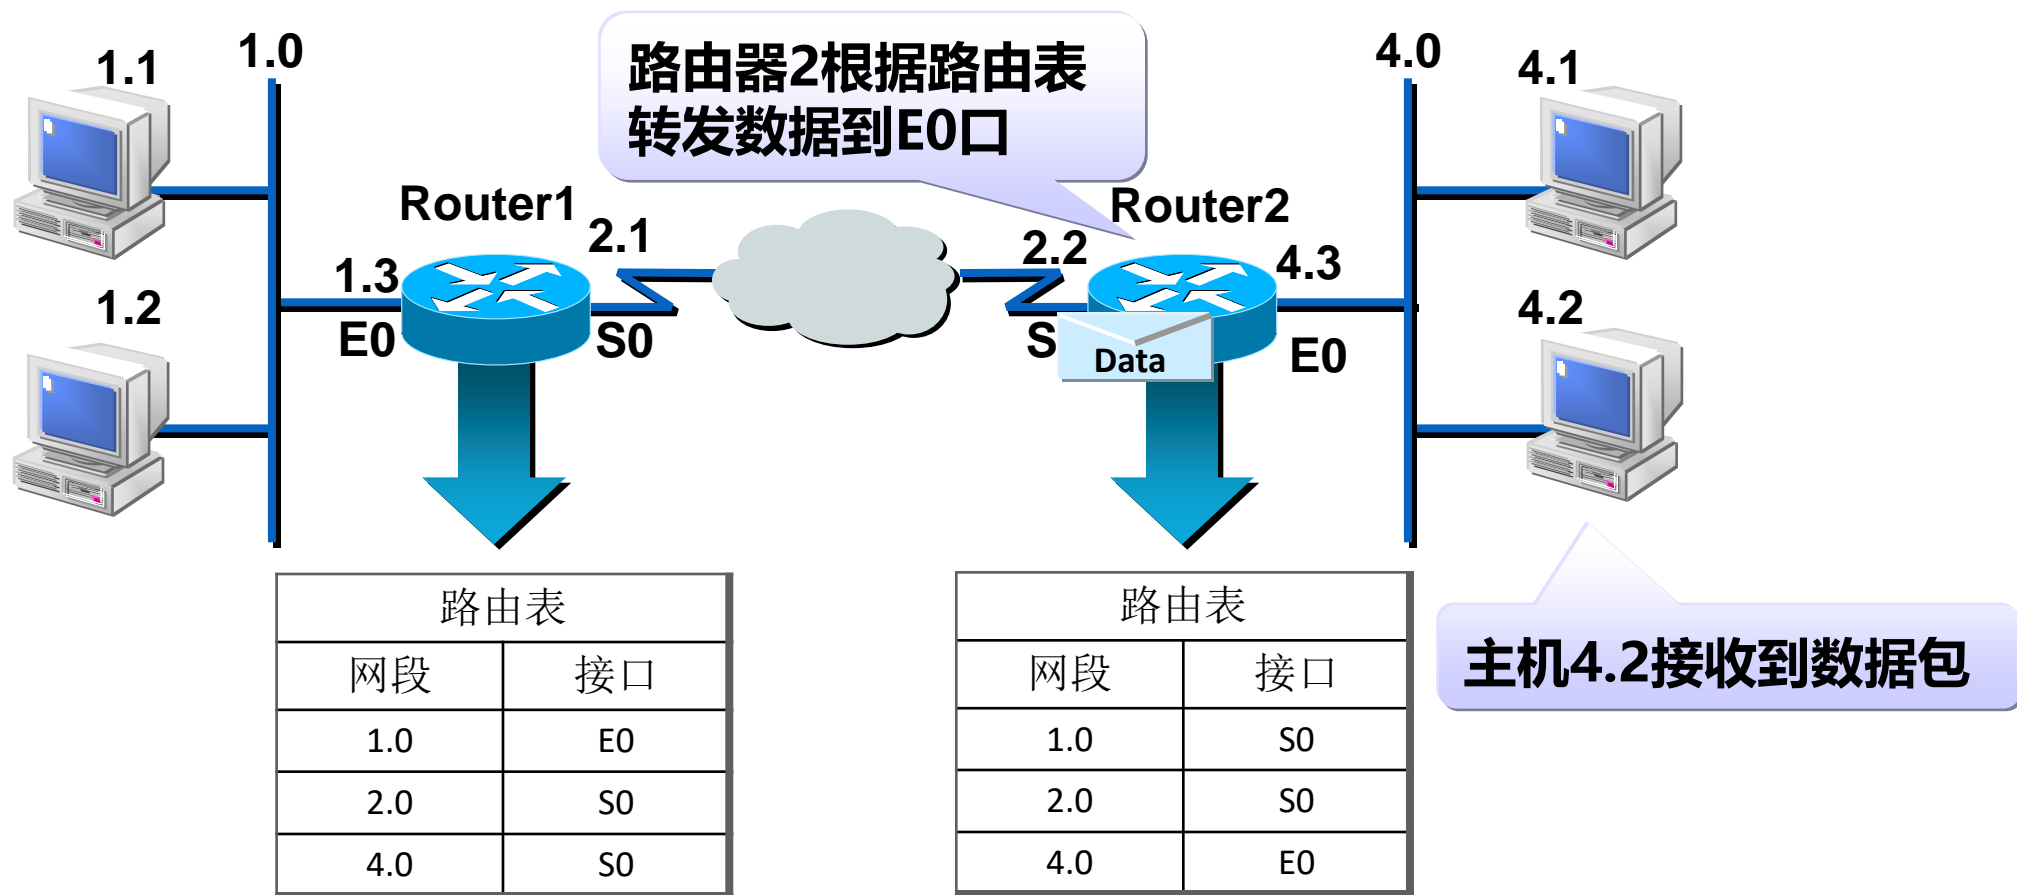 1.1
1.0
路由器2根据路由表
转发数据到E0口
4.0
4.1
Router1
Router2
2.1
2.2
1.3
4.3
1.2
4.2
E0
S0
S
Data
E0
路由表
网段 接口
1.0 E0
2.0 S0
4.0 S0
路由表
网段 接口
1.0 S0
2.0 S0
4.0 E0
主机4.2接收到数据包